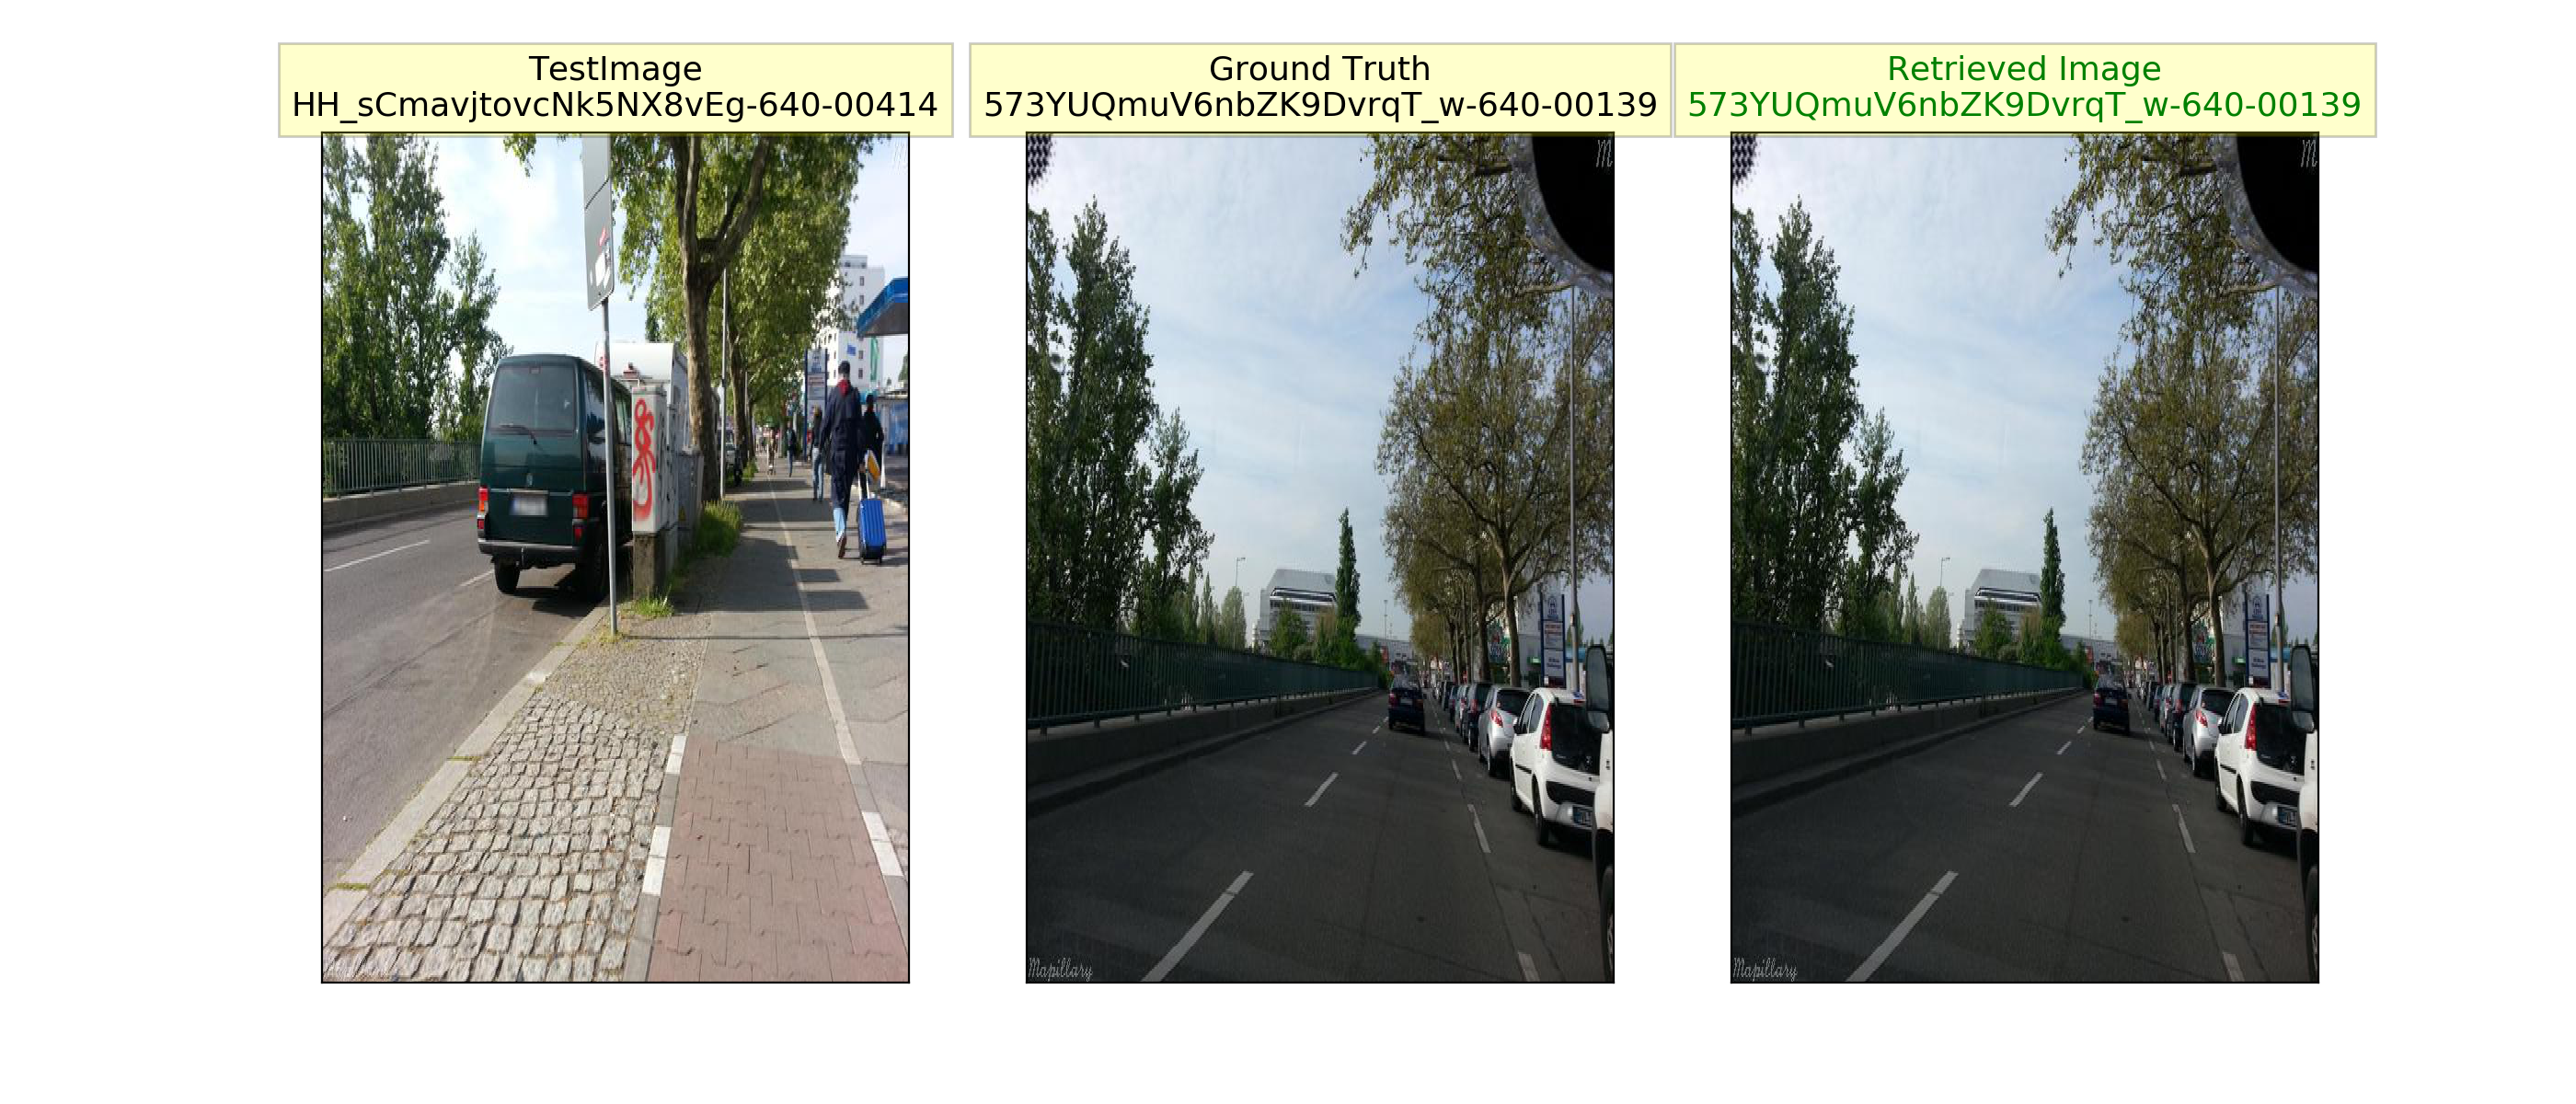 TestImage
HH_sCmavjtovcNk5NX8vEg-640-00414
Ground Truth
573YUQmuV6nbZK9DvrqT_w-640-00139
Retrieved Image
573YUQmuV6nbZK9DvrqT_w-640-00139
Mapillary
Mapillary